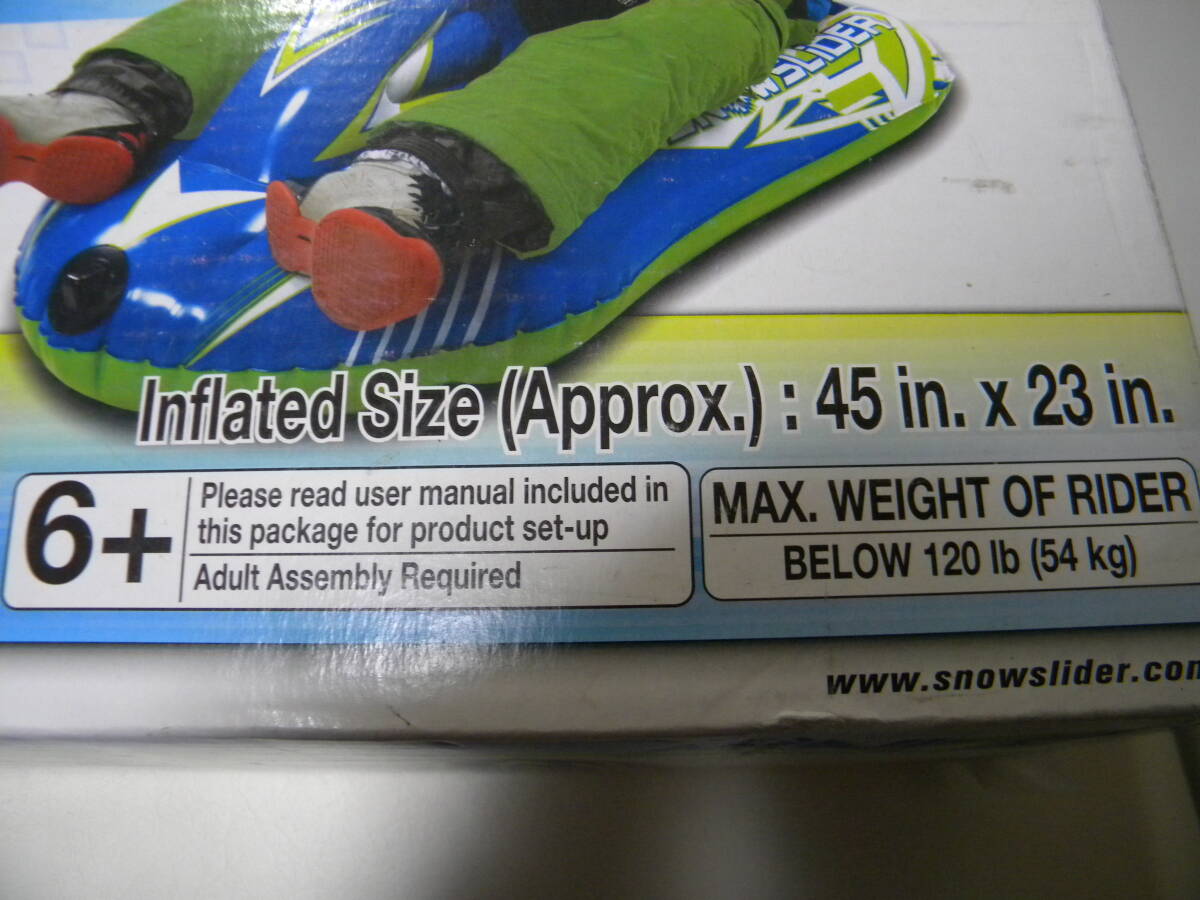 SNOWSLIDER
Inflated Size (Approx.) : 45 in. x 23 in.
6+
Please read user manual included in
this package for product set-up
Adult Assembly Required
MAX. WEIGHT OF RIDER
BELOW 120 lb (54 kg)
www.snowslider.com